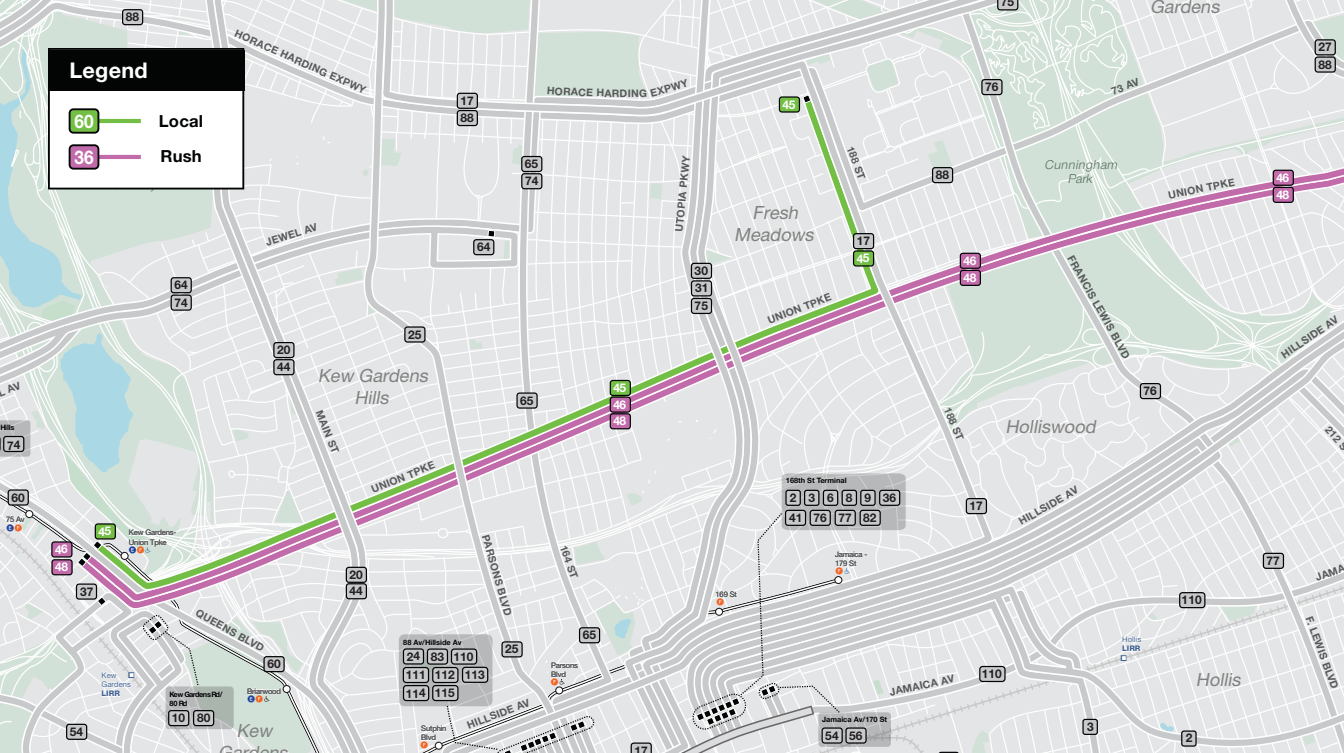 88
75
Gardens
HORACE HARDING EXPWY
27
88
Legend
60 Local
36 Rush
17
88
HORACE HARDING EXPWY
45
76
73 AV
188 ST
65
74
88
Cunningham
Park
UNION TPKE
46
48
UTOPIA PKWY
Fresh
Meadows
JEWEL AV
64
17
45
46
48
64
74
30
31
75
FRANCIS LEWIS BLVD
UNION TPKE
25
HILLSIDE AV
20
44
Kew Gardens
Hills
45
46
48
65
76
AV
MAIN ST
188 ST
Holliswood
Hills
74
212 S
UNION TPKE
168th St Terminal
2 3 6 8 9 36
41 76 77 82
HILLSIDE AV
17
60
75 Av
E F
45
Kew Gardens-
Union Tpke
E F
46
48
37
PARSONS BLVD
164 ST
Jamaica -
179 St
F
77
20
44
169 St
F
JAMA
110
QUEENS BLVD
65
F. LEWIS BLVD
Hollis
LIRR
88 Av/Hillside Av
24 83 110
111 112 113
114 115
25
60
Parsons
Blvd
F
Kew
Gardens
LIRR
Briarwood
E F
110
JAMAICA AV
Hollis
Kew Gardens Rd/
80 Rd
10 80
HILLSIDE AV
Jamaica Av/170 St
54 56
54
Kew
Gardens
Sutphin
Blvd
F
17
3
2